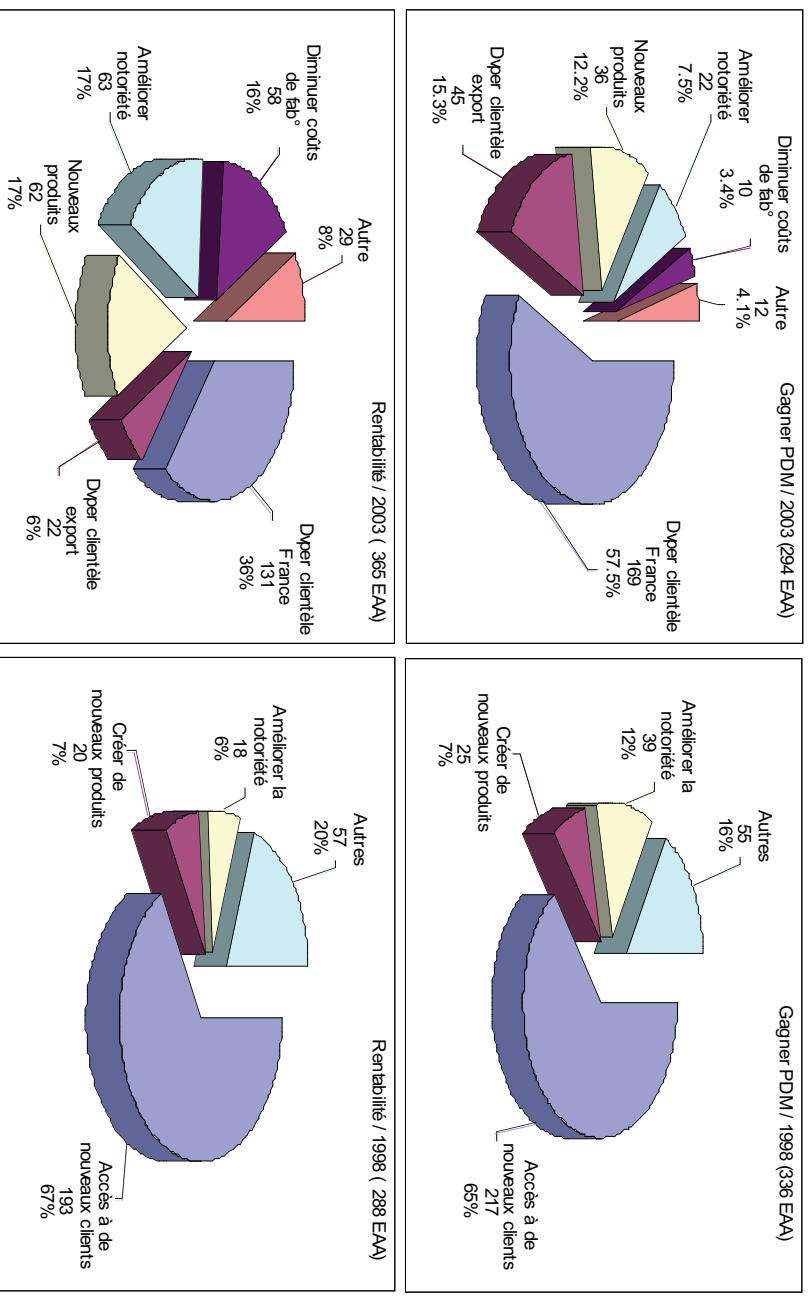 Gagner PDM / 2003 (294 EAA)
Améliorer
notoriété
22
7.5%
Diminuer coûts
de fab°
10
3.4%
Autre
12
4.1%
Nouveaux
produits
36
12.2%
Dvper clientèle
export
45
15.3%
Dvper clientèle
France
169
57.5%
Gagner PDM / 1998 (336 EAA)
Autres
55
16%
Améliorer la
notoriété
39
12%
Créer de
nouveaux produits
25
7%
Accès à de
nouveaux clients
217
65%
Rentabilité / 2003 ( 365 EAA)
Autre
29
8%
Diminuer coûts
de fab°
58
16%
Améliorer
notoriété
63
17%
Nouveaux
produits
62
17%
Dvper clientèle
export
22
6%
Dvper clientèle
France
131
36%
Rentabilité / 1998 ( 288 EAA)
Autres
57
20%
Améliorer la
notoriété
18
6%
Créer de
nouveaux produits
20
7%
Accès à de
nouveaux clients
193
67%